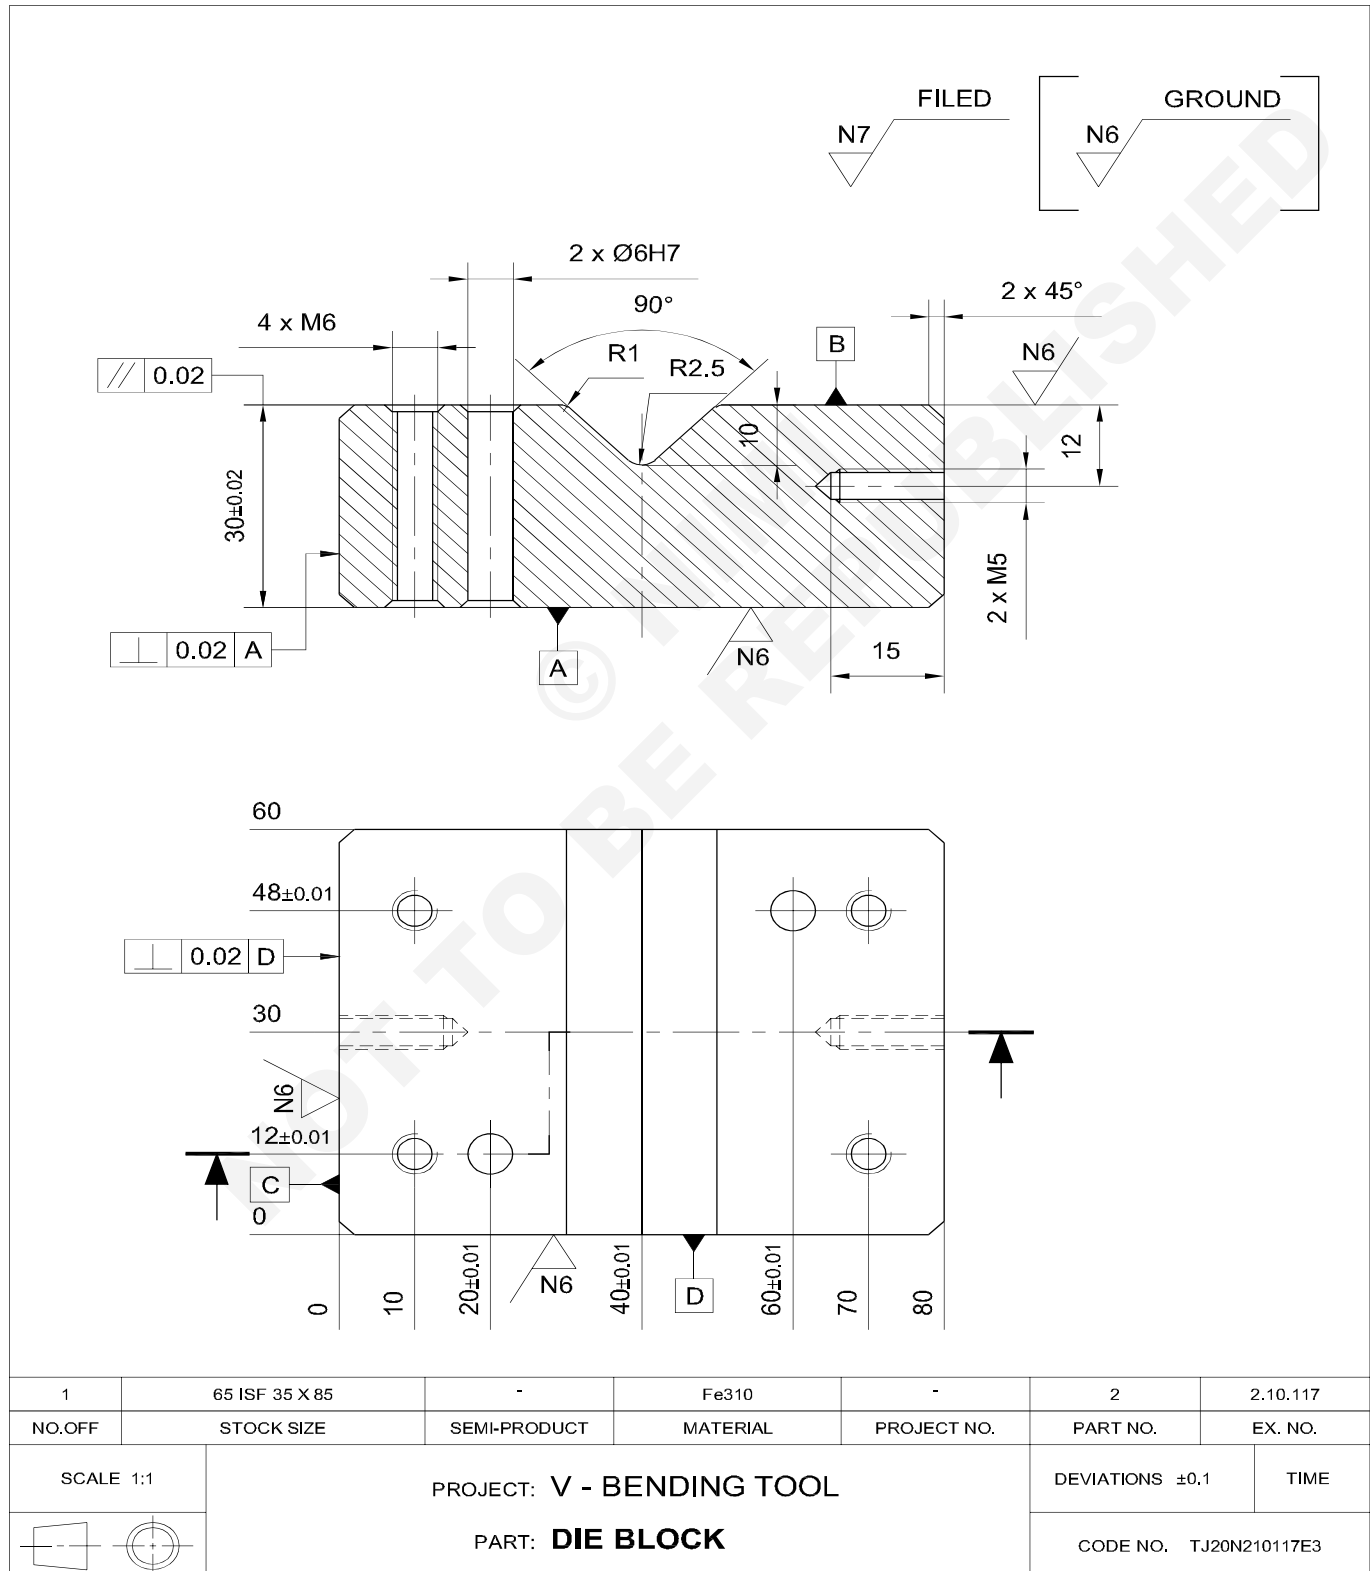 FILED
GROUND
N7
N6
2 x Ø6H7
90°
2 x 45°
4 x M6
R1
B
N6
// 0.02
R2.5
10
12
30±0.02
2 x M5
⊥ 0.02 A
A
N6
15
60
48±0.01
⊥ 0.02 D
30
N6
12±0.01
C
0
N6
D
0
10
20±0.01
40±0.01
60±0.01
70
80
© NIMI
NOT TO BE REPUBLISHED
1 65 ISF 35 X 85 - Fe310 - 2 2.10.117
NO.OFF STOCK SIZE SEMI-PRODUCT MATERIAL PROJECT NO. PART NO. EX. NO.
SCALE 1:1
PROJECT: V - BENDING TOOL
DEVIATIONS ±0.1
TIME
PART: DIE BLOCK
CODE NO. TJ20N210117E3